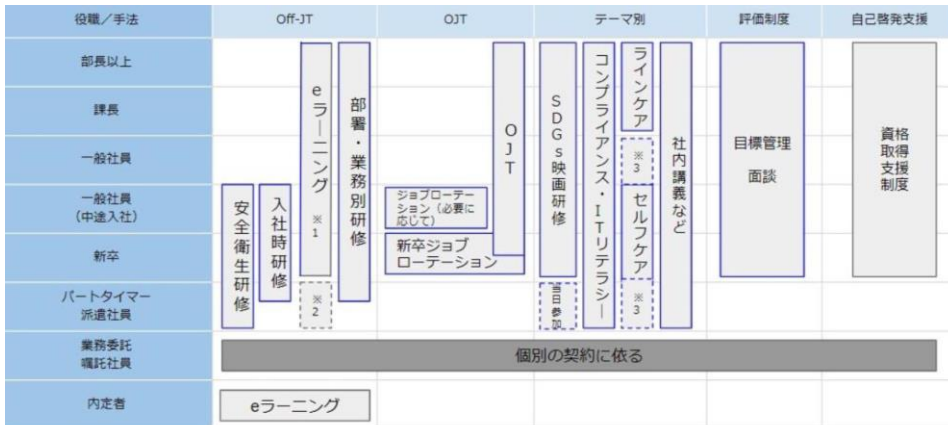 役職／手法
Off-JT
OJT
テーマ別
評価制度
自己啓発支援
部長以上
課長
一般社員
一般社員
（中途入社）
新卒
パートタイマー
派遣社員
業務委託
嘱託社員
内定者
安全衛生研修
入社時研修
eラーニング ※1
※2
部署・業務別研修
ジョブローテー
ション（必要に
応じて）
新卒ジョブ
ローテーション
OJT
SDGs映画研修
当日参加
コンプライアンス・ITリテラシー
ラインケア
※3
セルフケア
※3
社内講義など
目標管理
面談
資格
取得
支援
制度
個別の契約に依る
eラーニング